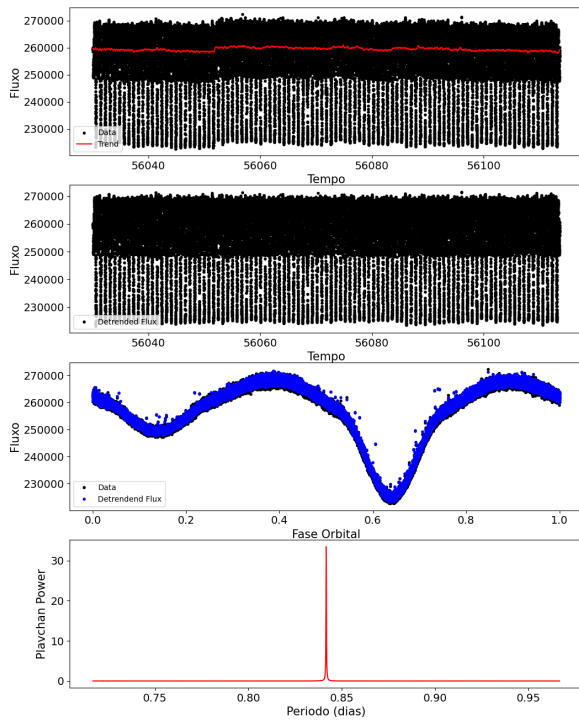 270000
260000
250000
240000
230000
Fluxo
Data
Trend
56040
56060
56080
56100
Tempo
270000
260000
250000
240000
230000
Fluxo
Detrended Flux
56040
56060
56080
56100
Tempo
270000
260000
250000
240000
230000
Fluxo
Data
Detrendend Flux
0.0
0.2
0.4
0.6
0.8
1.0
Fase Orbital
30
20
10
0
Plavchan Power
0.75
0.80
0.85
0.90
0.95
Periodo (dias)